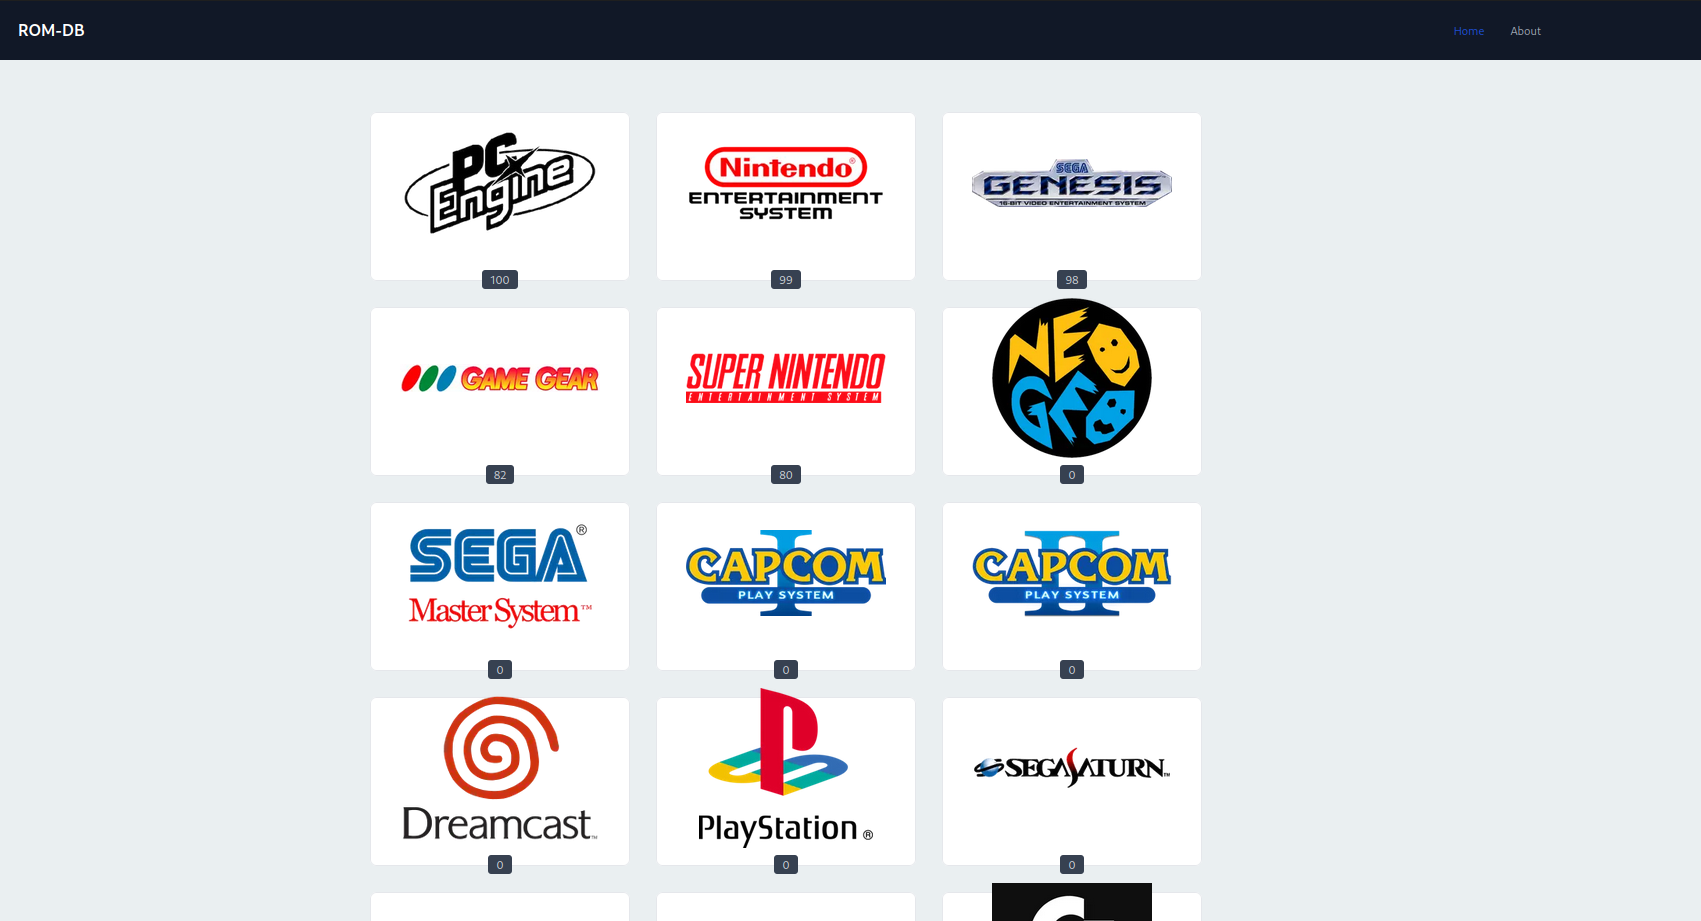 ROM-DB
Home
About
PC
Engine
Nintendo®
ENTERTAINMENT
SYSTEM
SEGA
GENESIS
16-BIT VIDEO ENTERTAINMENT SYSTEM
100
99
98
GAME GEAR
SUPER NINTENDO
ENTERTAINMENT SYSTEM
NEO
GEO
82
80
0
SEGA®
Master System™
CAPCOM
I
PLAY SYSTEM
CAPCOM
II
PLAY SYSTEM
0
0
0
Dreamcast™
PlayStation®
SEGA SATURN™
0
0
0